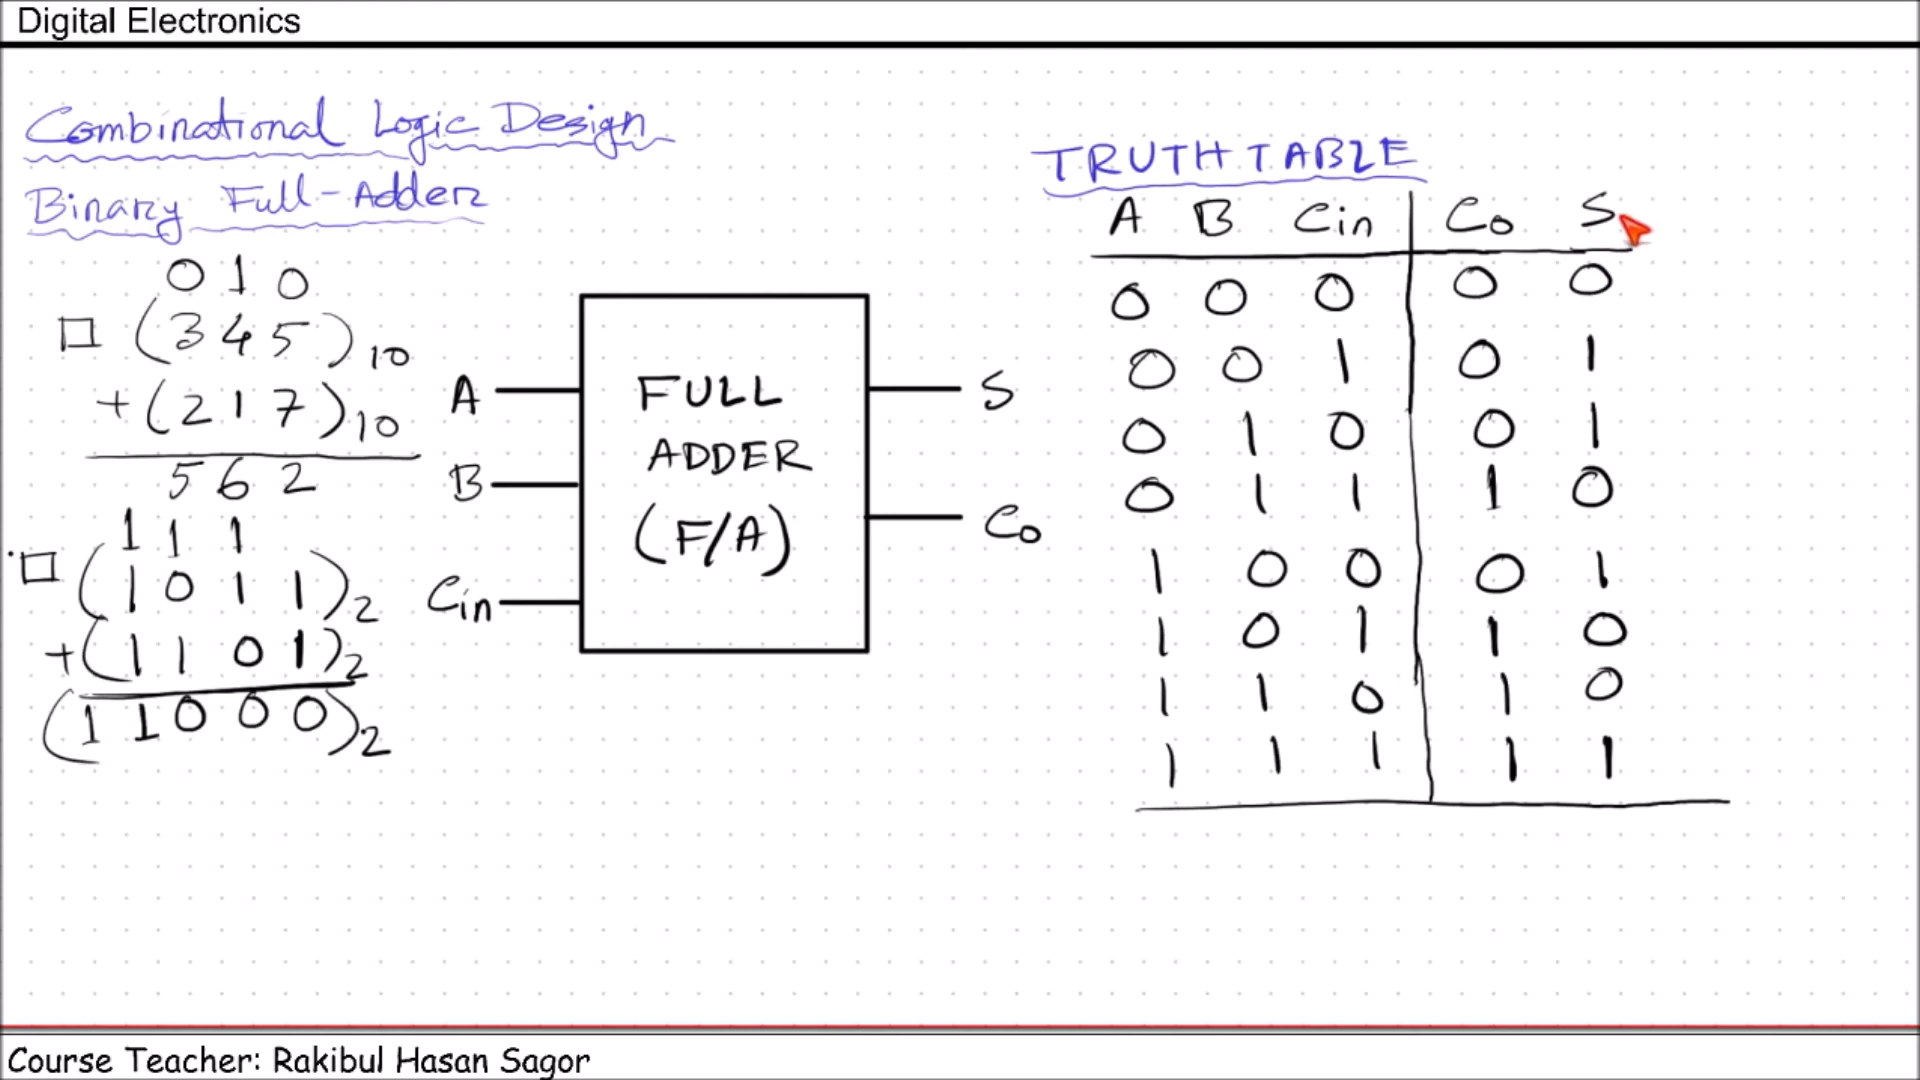 Digital Electronics
Combinational Logic Design
Binary Full-Adder
0 1 0
(3 4 5)10
+(2 1 7)10
5 6 2
1 1 1
(1 0 1 1)2
+(1 1 0 1)2
(1 1 0 0 0)2
A
B
Cin
FULL
ADDER
(F/A)
S
Co
TRUTH TABLE
A B Cin Co S
0 0 0 0 0
0 0 1 0 1
0 1 0 0 1
0 1 1 1 0
1 0 0 0 1
1 0 1 1 0
1 1 0 1 0
1 1 1 1 1
Course Teacher: Rakibul Hasan Sagor